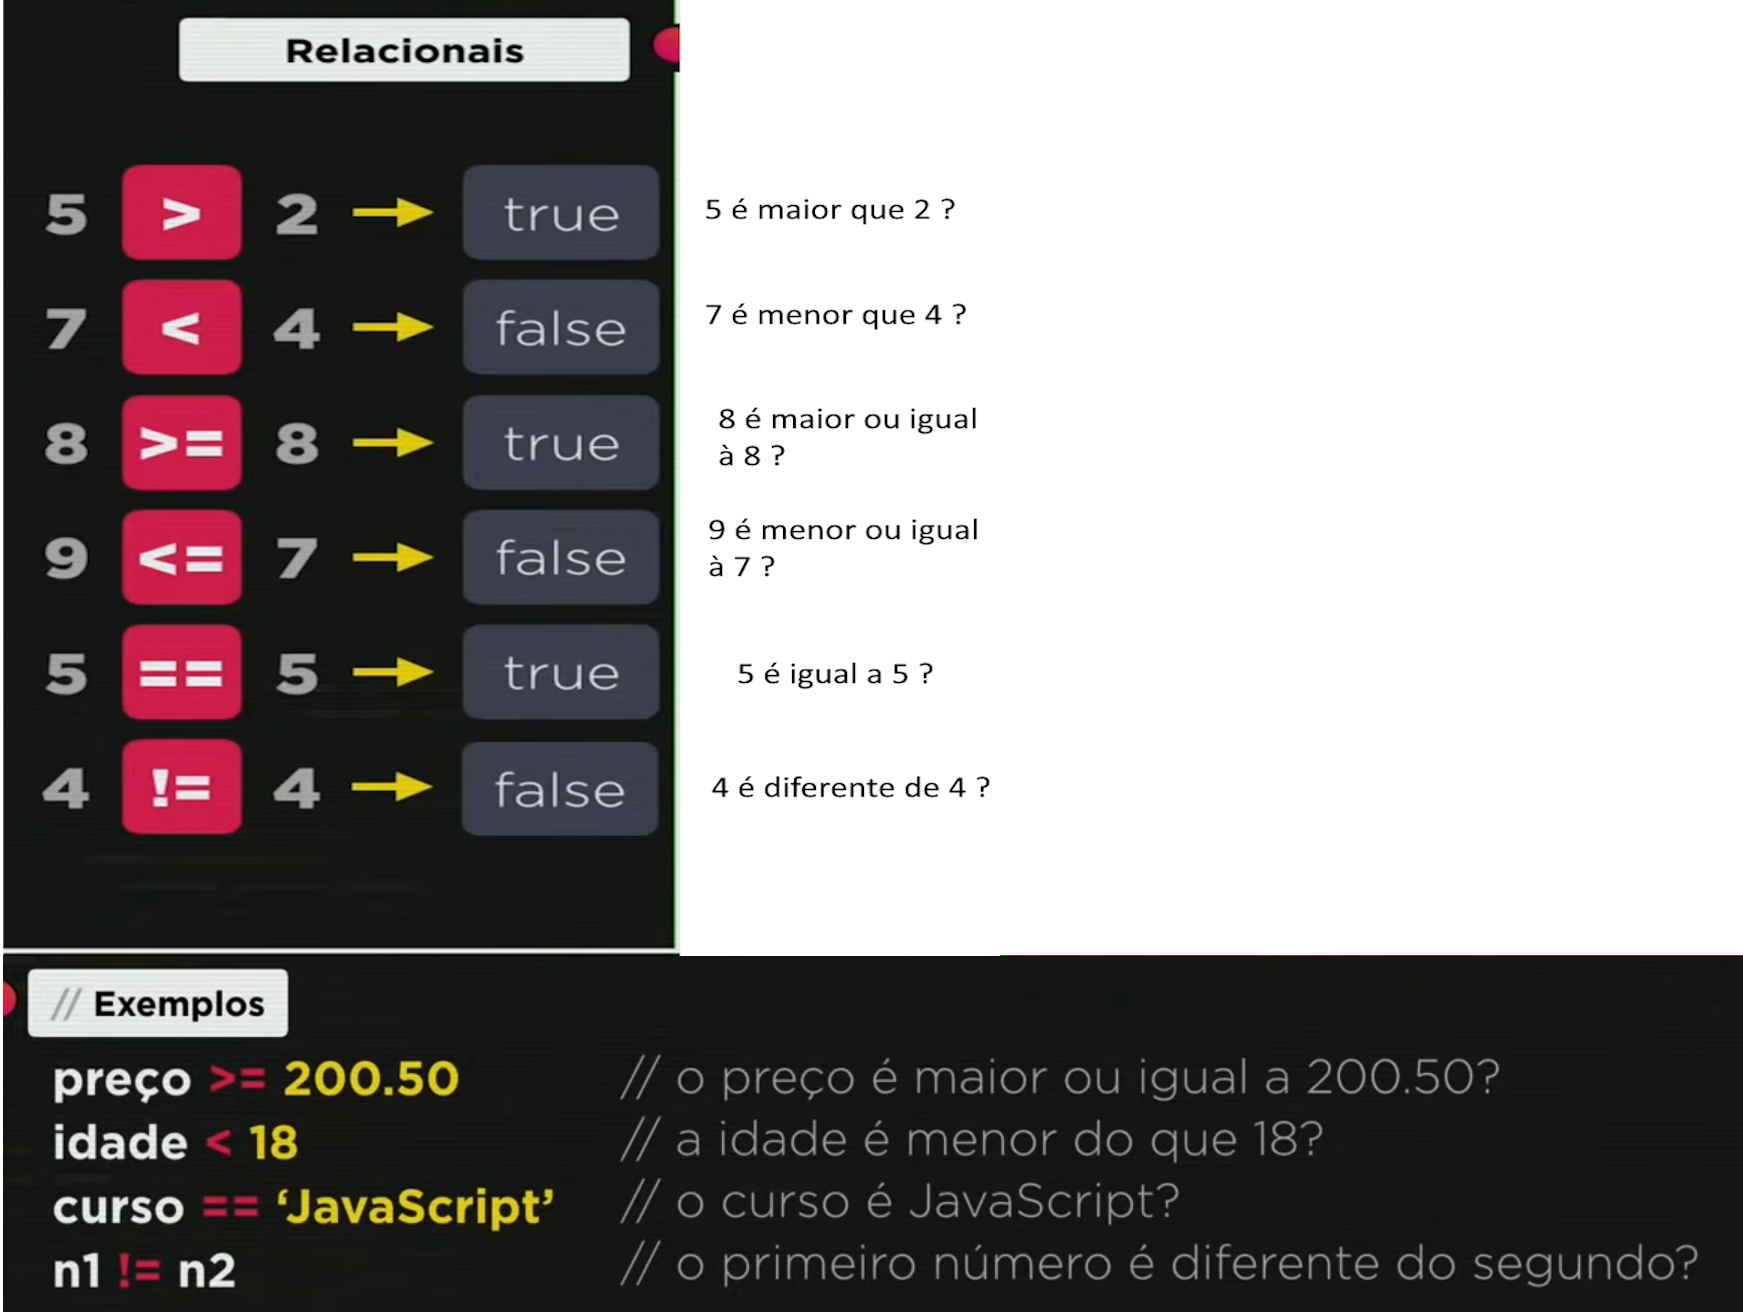 Relacionais
5 > 2 → true 5 é maior que 2 ?
7 < 4 → false 7 é menor que 4 ?
8 >= 8 → true 8 é maior ou igual
à 8 ?
9 <= 7 → false 9 é menor ou igual
à 7 ?
5 == 5 → true 5 é igual a 5 ?
4 != 4 → false 4 é diferente de 4 ?
// Exemplos
preço >= 200.50 // o preço é maior ou igual a 200.50?
idade < 18 // a idade é menor do que 18?
curso == ‘JavaScript’ // o curso é JavaScript?
n1 != n2 // o primeiro número é diferente do segundo?